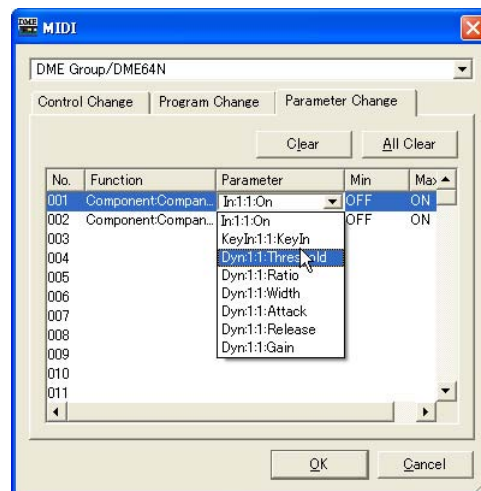 DME MIDI
DME Group/DME64N
Control Change Program Change Parameter Change
Clear All Clear
No. Function Parameter Min Max
001 Component:Compan... In:1:1:On OFF ON
002 Component:Compan... In:1:1:On OFF ON
003 KeyIn:1:1:KeyIn
004 Dyn:1:1:Threshold
005 Dyn:1:1:Ratio
006 Dyn:1:1:Width
007 Dyn:1:1:Attack
008 Dyn:1:1:Release
009 Dyn:1:1:Gain
010
011
OK Cancel